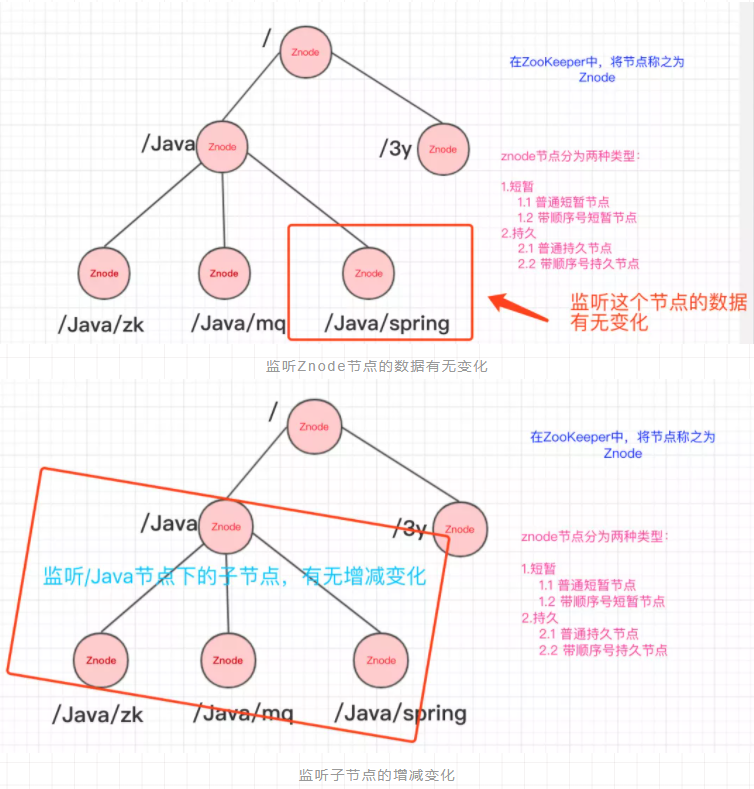 /
Znode
在ZooKeeper中，将节点称之为
Znode
/Java
Znode
/3y
Znode
znode节点分为两种类型：
1.短暂
1.1 普通短暂节点
1.2 带顺序号短暂节点
2.持久
2.1 普通持久节点
2.2 带顺序号持久节点
Znode
Znode
Znode
/Java/zk
/Java/mq
/Java/spring
监听这个节点的数据
有无变化
监听Znode节点的数据有无变化
/
Znode
在ZooKeeper中，将节点称之为
Znode
/Java
Znode
/3y
Znode
znode节点分为两种类型：
监听/Java节点下的子节点，有无增减变化
1.短暂
1.1 普通短暂节点
1.2 带顺序号短暂节点
2.持久
2.1 普通持久节点
2.2 带顺序号持久节点
Znode
Znode
Znode
/Java/zk
/Java/mq
/Java/spring
监听子节点的增减变化